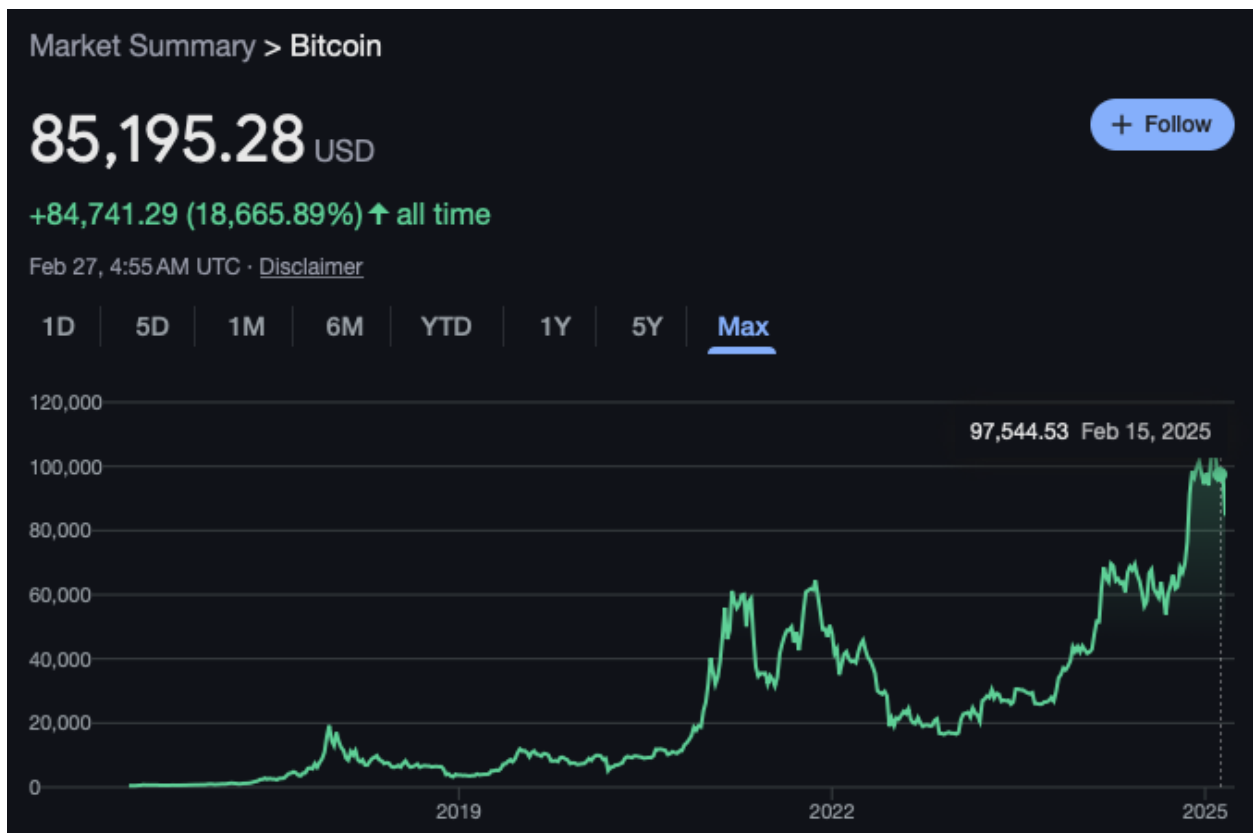 Market Summary > Bitcoin
85,195.28 USD
+ Follow
+84,741.29 (18,665.89%) ↑ all time
Feb 27, 4:55 AM UTC · Disclaimer
1D 5D 1M 6M YTD 1Y 5Y Max
120,000
97,544.53 Feb 15, 2025
100,000
80,000
60,000
40,000
20,000
0
2019 2022 2025